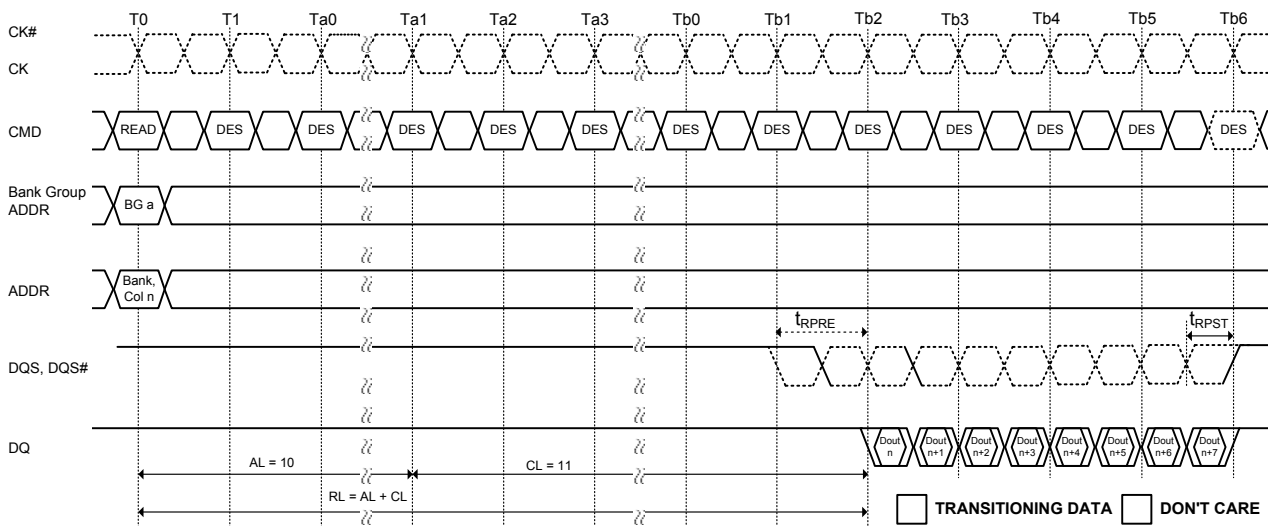 T0 T1 Ta0 Ta1 Ta2 Ta3 Tb0 Tb1 Tb2 Tb3 Tb4 Tb5 Tb6
CK#
CK
CMD READ DES DES DES DES DES DES DES DES DES DES DES DES
Bank Group
ADDR
BG a
ADDR
Bank,
Col n
tRPRE
tRPST
DQS, DQS#
DQ
Dout
n
Dout
n+1
Dout
n+2
Dout
n+3
Dout
n+4
Dout
n+5
Dout
n+6
Dout
n+7
AL = 10
CL = 11
RL = AL + CL
TRANSITIONING DATA
DON'T CARE